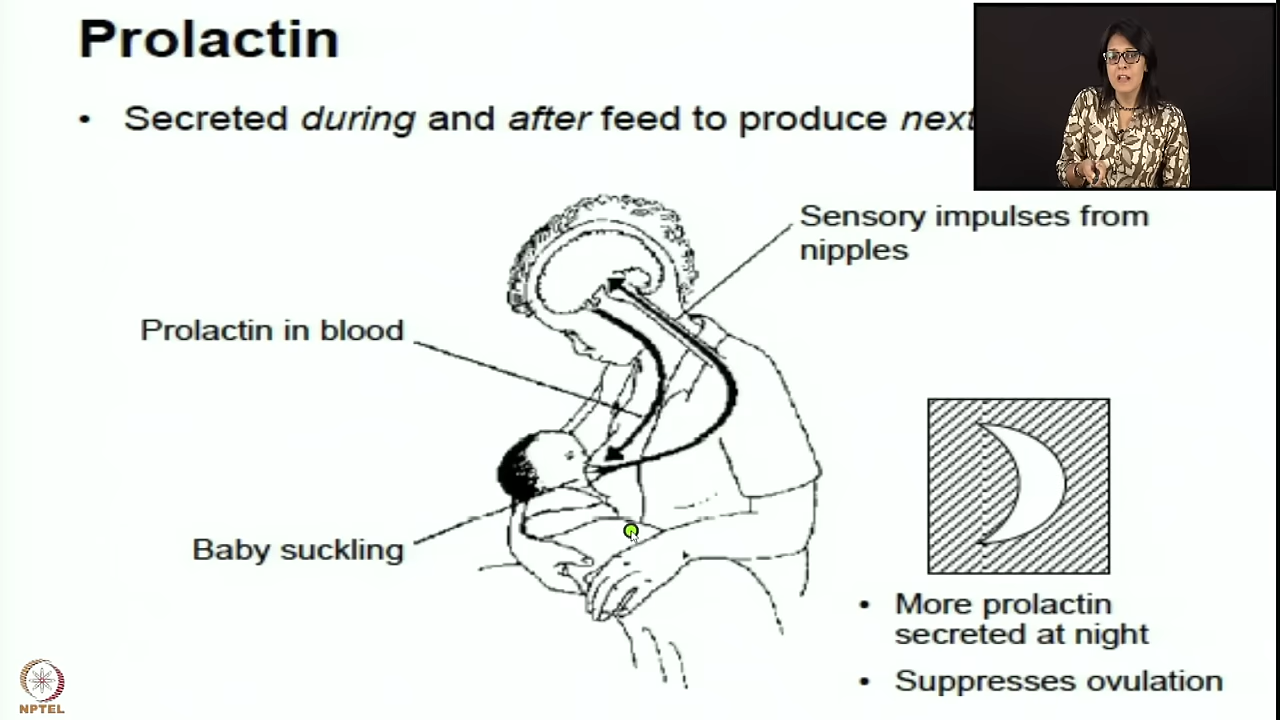 Prolactin
• Secreted during and after feed to produce next
Sensory impulses from
nipples
Prolactin in blood
Baby suckling
• More prolactin
secreted at night
• Suppresses ovulation
NPTEL